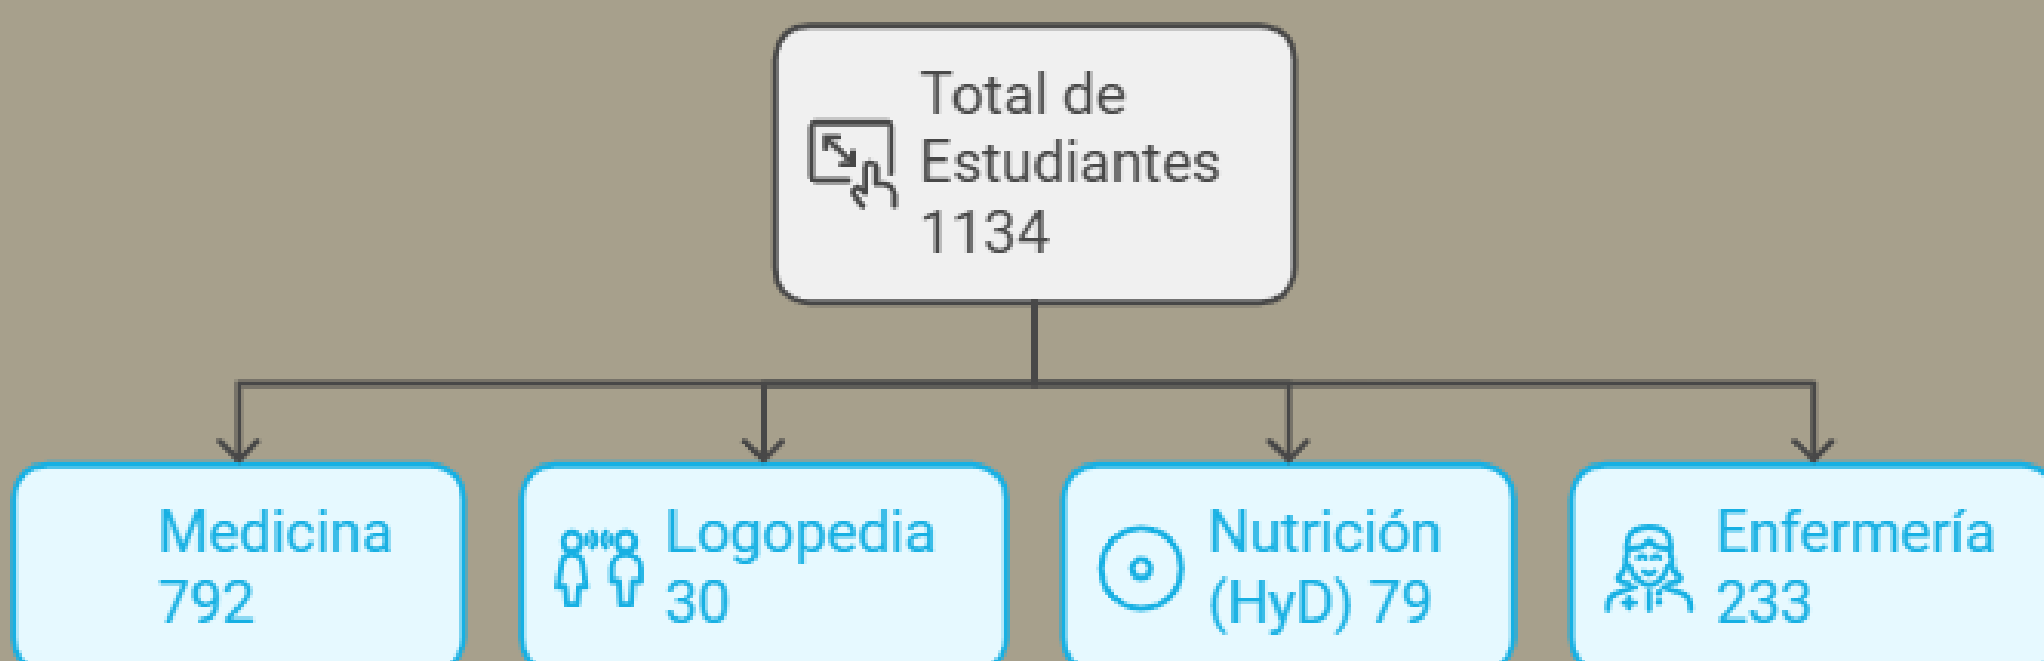 Total de
Estudiantes
1134
Medicina
792
Logopedia
30
Nutrición
(HyD) 79
Enfermería
233